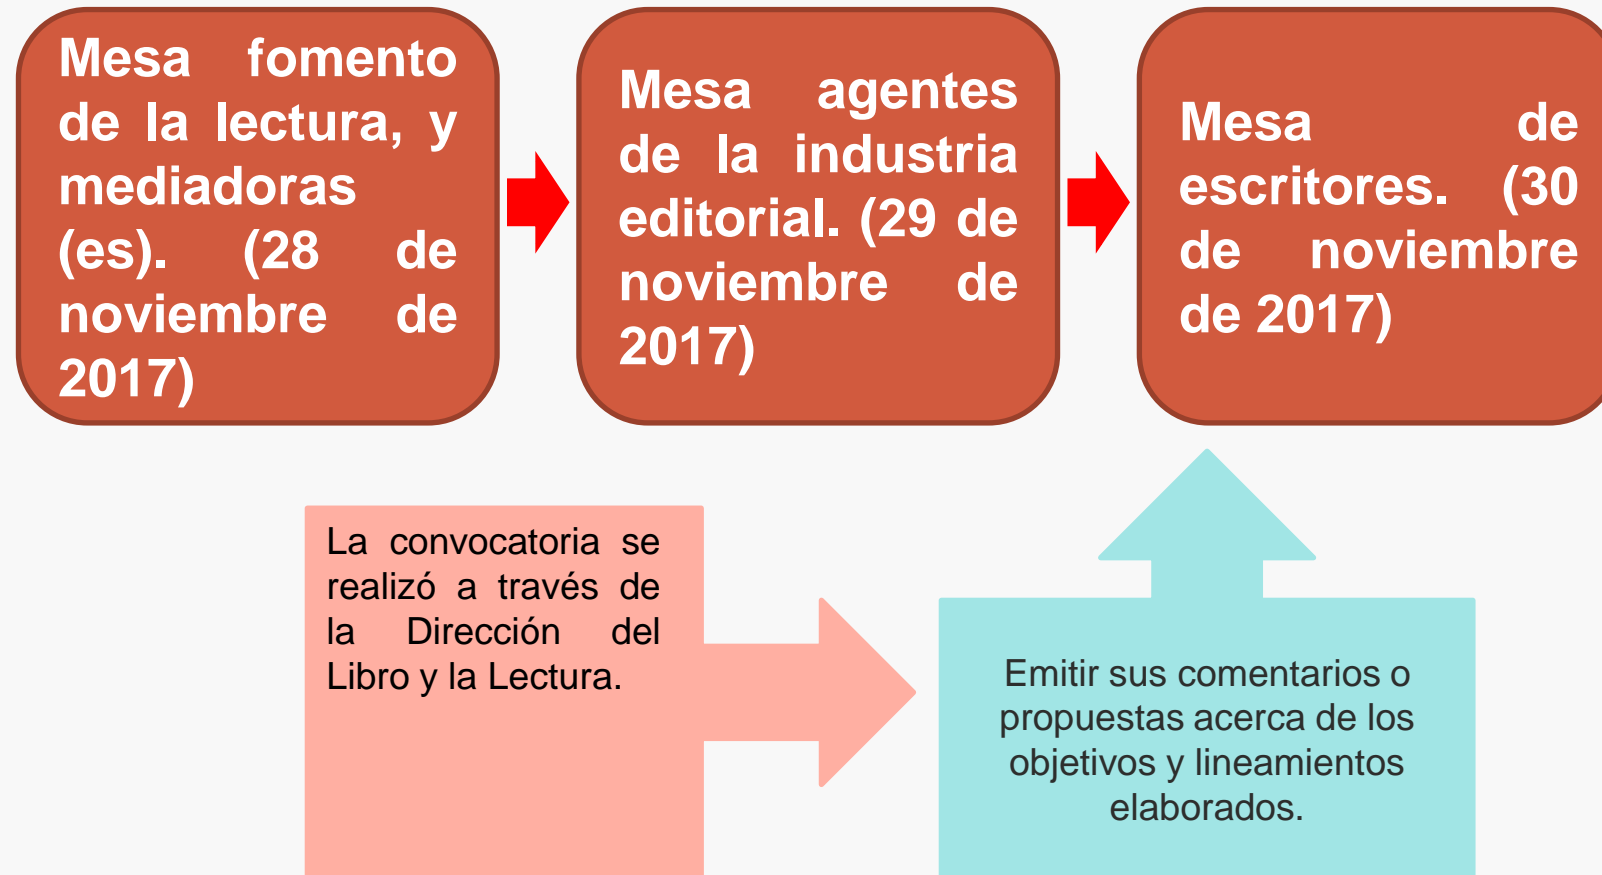 Mesa fomento
de la lectura, y
mediadoras
(es). (28 de
noviembre de
2017)
Mesa agentes
de la industria
editorial. (29 de
noviembre de
2017)
Mesa de
escritores. (30
de noviembre
de 2017)
La convocatoria se
realizó a través de
la Dirección del
Libro y la Lectura.
Emitir sus comentarios o
propuestas acerca de los
objetivos y lineamientos
elaborados.